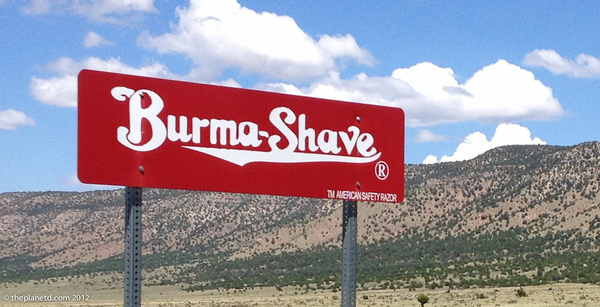 Burma-Shave
®
TM AMERICAN SAFETY RAZOR
© theplanetd.com 2012